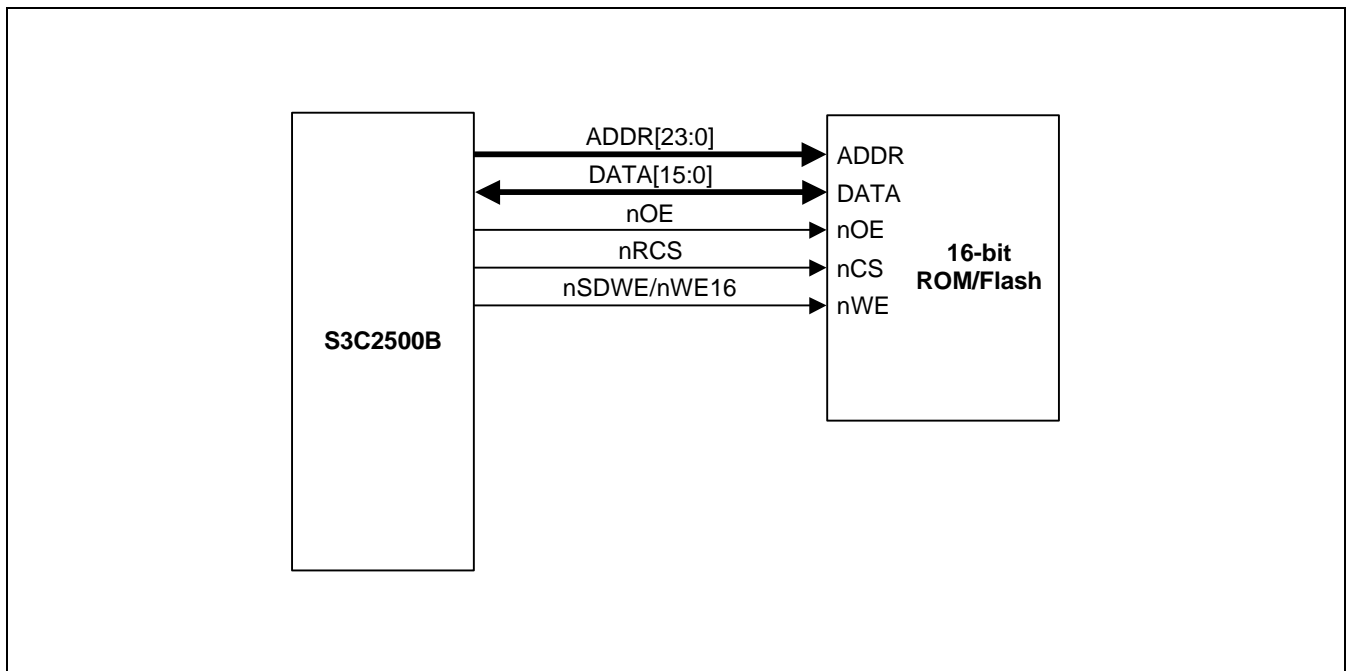 ADDR[23:0]
ADDR
DATA[15:0]
DATA
nOE
nOE
nRCS
nCS
nSDWE/nWE16
nWE
16-bit
ROM/Flash
S3C2500B